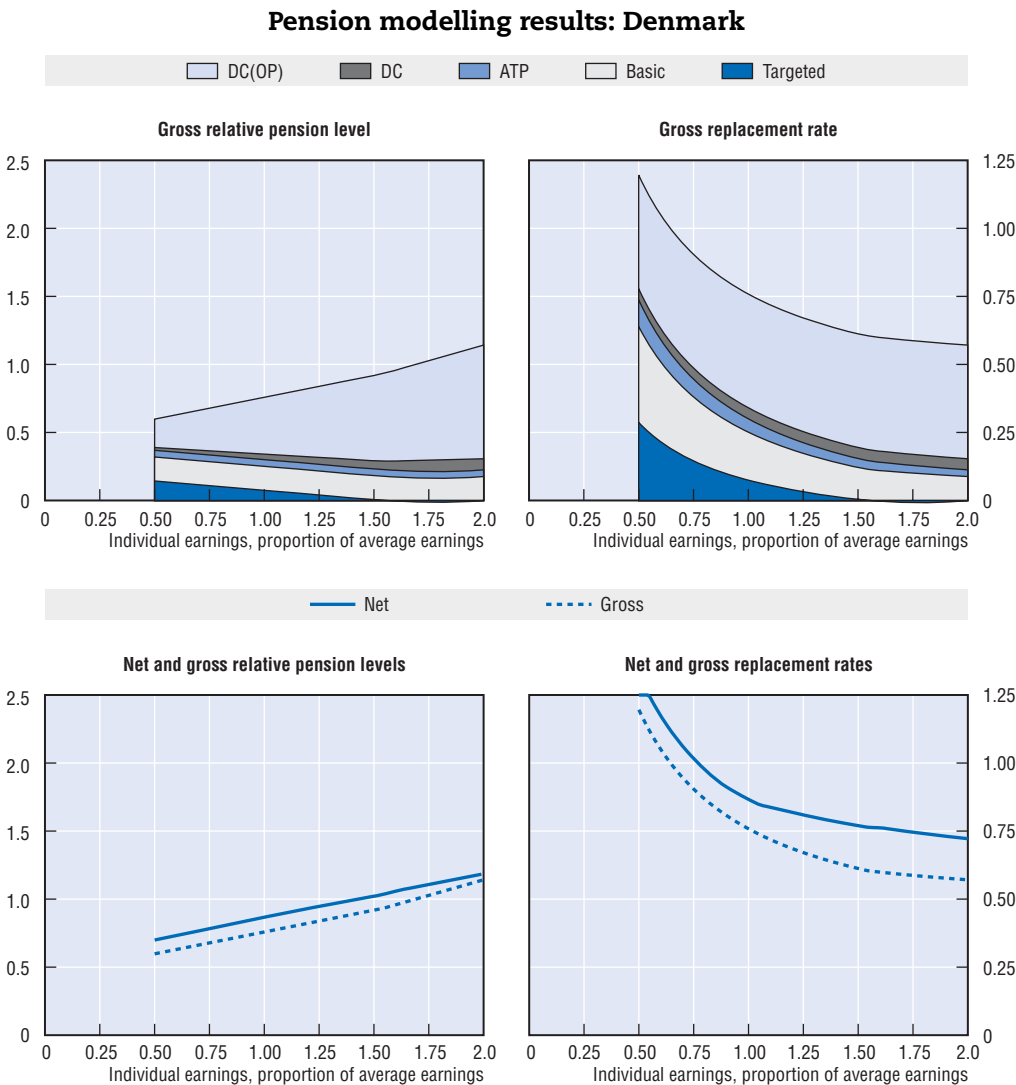 Pension modelling results: Denmark
DC(OP) DC ATP Basic Targeted
Gross relative pension level
2.5
2.0
1.5
1.0
0.5
0
0 0.25 0.50 0.75 1.00 1.25 1.50 1.75 2.0
Individual earnings, proportion of average earnings
Gross replacement rate
1.25
1.00
0.75
0.50
0.25
0
0 0.25 0.50 0.75 1.00 1.25 1.50 1.75 2.0
Individual earnings, proportion of average earnings
Net Gross
Net and gross relative pension levels
2.5
2.0
1.5
1.0
0.5
0
0 0.25 0.50 0.75 1.00 1.25 1.50 1.75 2.0
Individual earnings, proportion of average earnings
Net and gross replacement rates
1.25
1.00
0.75
0.50
0.25
0
0 0.25 0.50 0.75 1.00 1.25 1.50 1.75 2.0
Individual earnings, proportion of average earnings